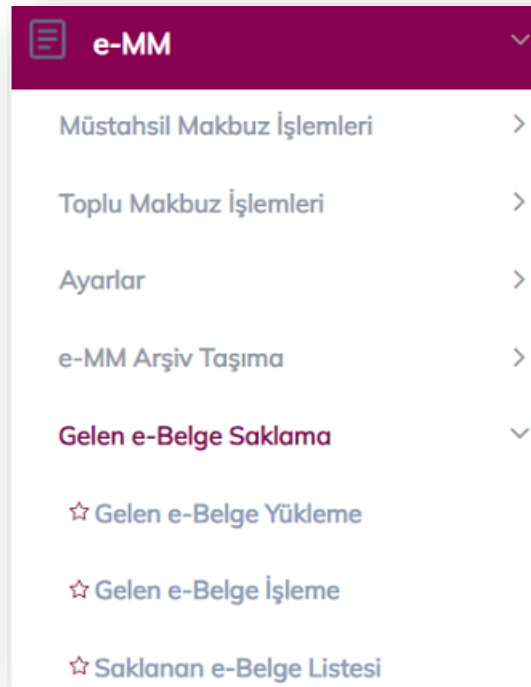 e-MM
Müstahsil Makbuz İşlemleri
Toplu Makbuz İşlemleri
Ayarlar
e-MM Arşiv Taşıma
Gelen e-Belge Saklama
Gelen e-Belge Yükleme
Gelen e-Belge İşleme
Saklanan e-Belge Listesi